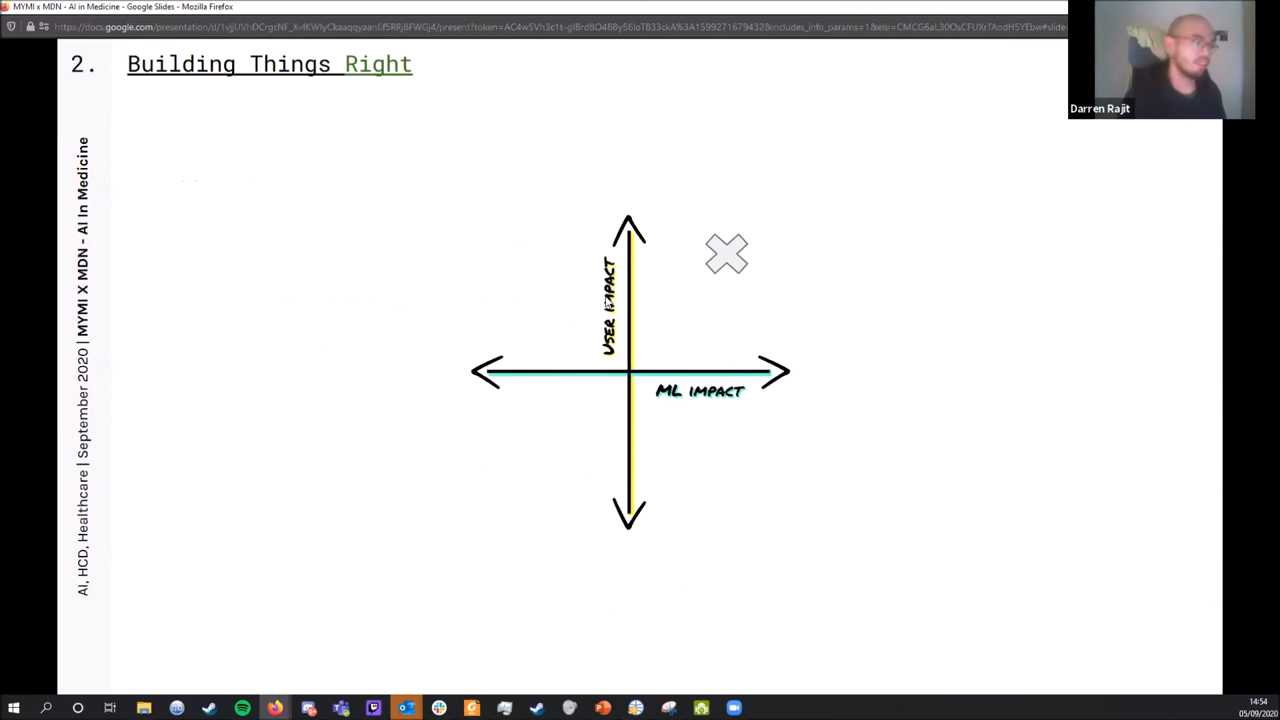 MYMI x MDN - AI in Medicine - Google Slides - Mozilla Firefox
2. Building Things Right
Darren Rajit
AI, HCD, Healthcare | September 2020 | MYMI X MDN - AI In Medicine
USER IMPACT
ML IMPACT
14:54
05/09/2020